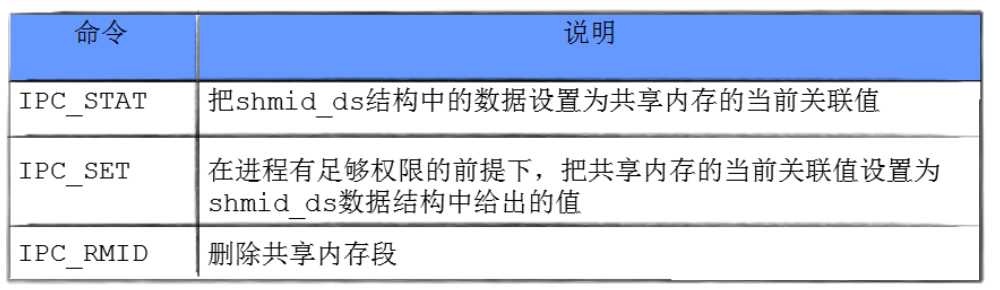 命令 说明
IPC_STAT 把shmid_ds结构中的数据设置为共享内存的当前关联值
IPC_SET 在进程有足够权限的前提下，把共享内存的当前关联值设置为
shmid_ds数据结构中给出的值
IPC_RMID 删除共享内存段